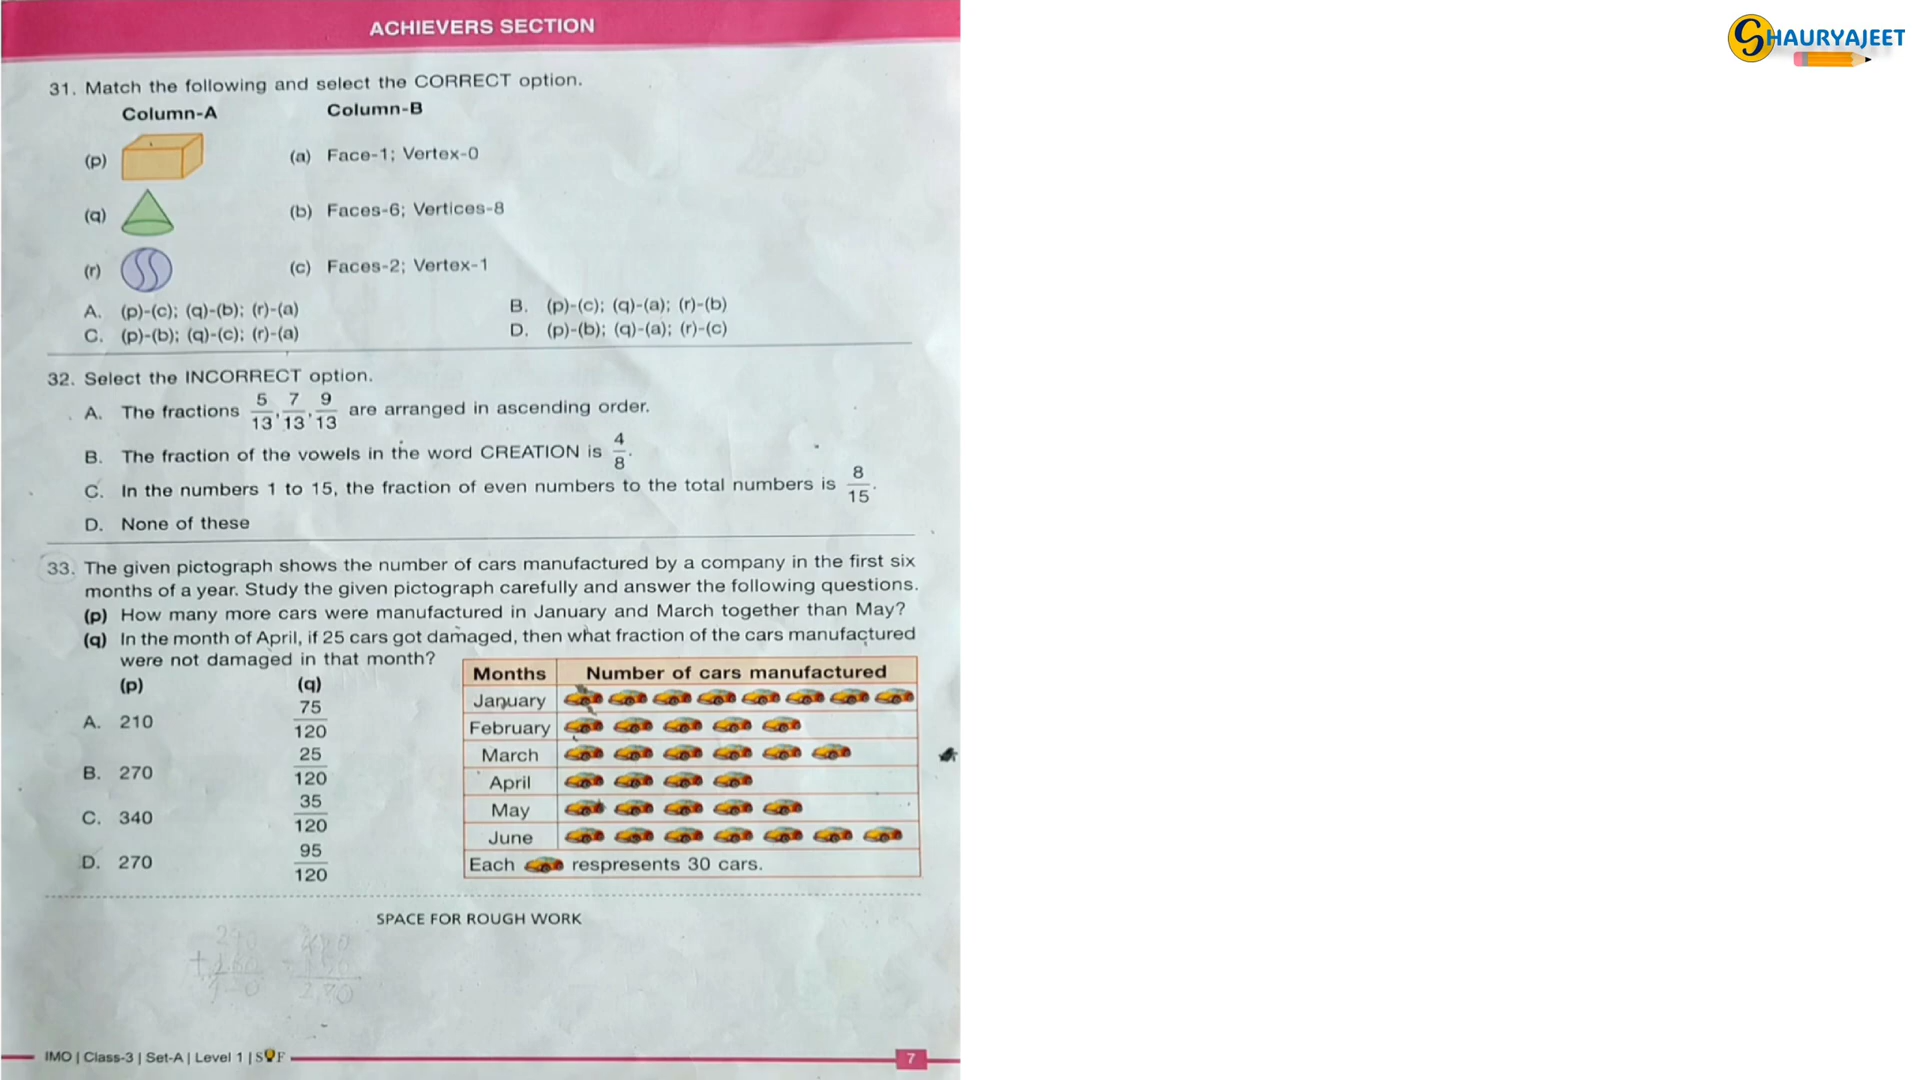 ACHIEVERS SECTION
SHAURYAJEET
31. Match the following and select the CORRECT option.
Column-A Column-B
(p) (a) Face-1; Vertex-0
(q) (b) Faces-6; Vertices-8
(r) (c) Faces-2; Vertex-1
A. (p)-(c); (q)-(b); (r)-(a) B. (p)-(c); (q)-(a); (r)-(b)
C. (p)-(b); (q)-(c); (r)-(a) D. (p)-(b); (q)-(a); (r)-(c)
32. Select the INCORRECT option.
A. The fractions 5/13, 7/13, 9/13 are arranged in ascending order.
B. The fraction of the vowels in the word CREATION is 4/8.
C. In the numbers 1 to 15, the fraction of even numbers to the total numbers is 8/15.
D. None of these
33. The given pictograph shows the number of cars manufactured by a company in the first six
months of a year. Study the given pictograph carefully and answer the following questions.
(p) How many more cars were manufactured in January and March together than May?
(q) In the month of April, if 25 cars got damaged, then what fraction of the cars manufactured
were not damaged in that month?
(p) (q)
A. 210 75/120
B. 270 25/120
C. 340 35/120
D. 270 95/120
Months Number of cars manufactured
January
February
March
April
May
June
Each respresents 30 cars.
SPACE FOR ROUGH WORK
270
IMO | Class-3 | Set-A | Level 1 | SOF
7